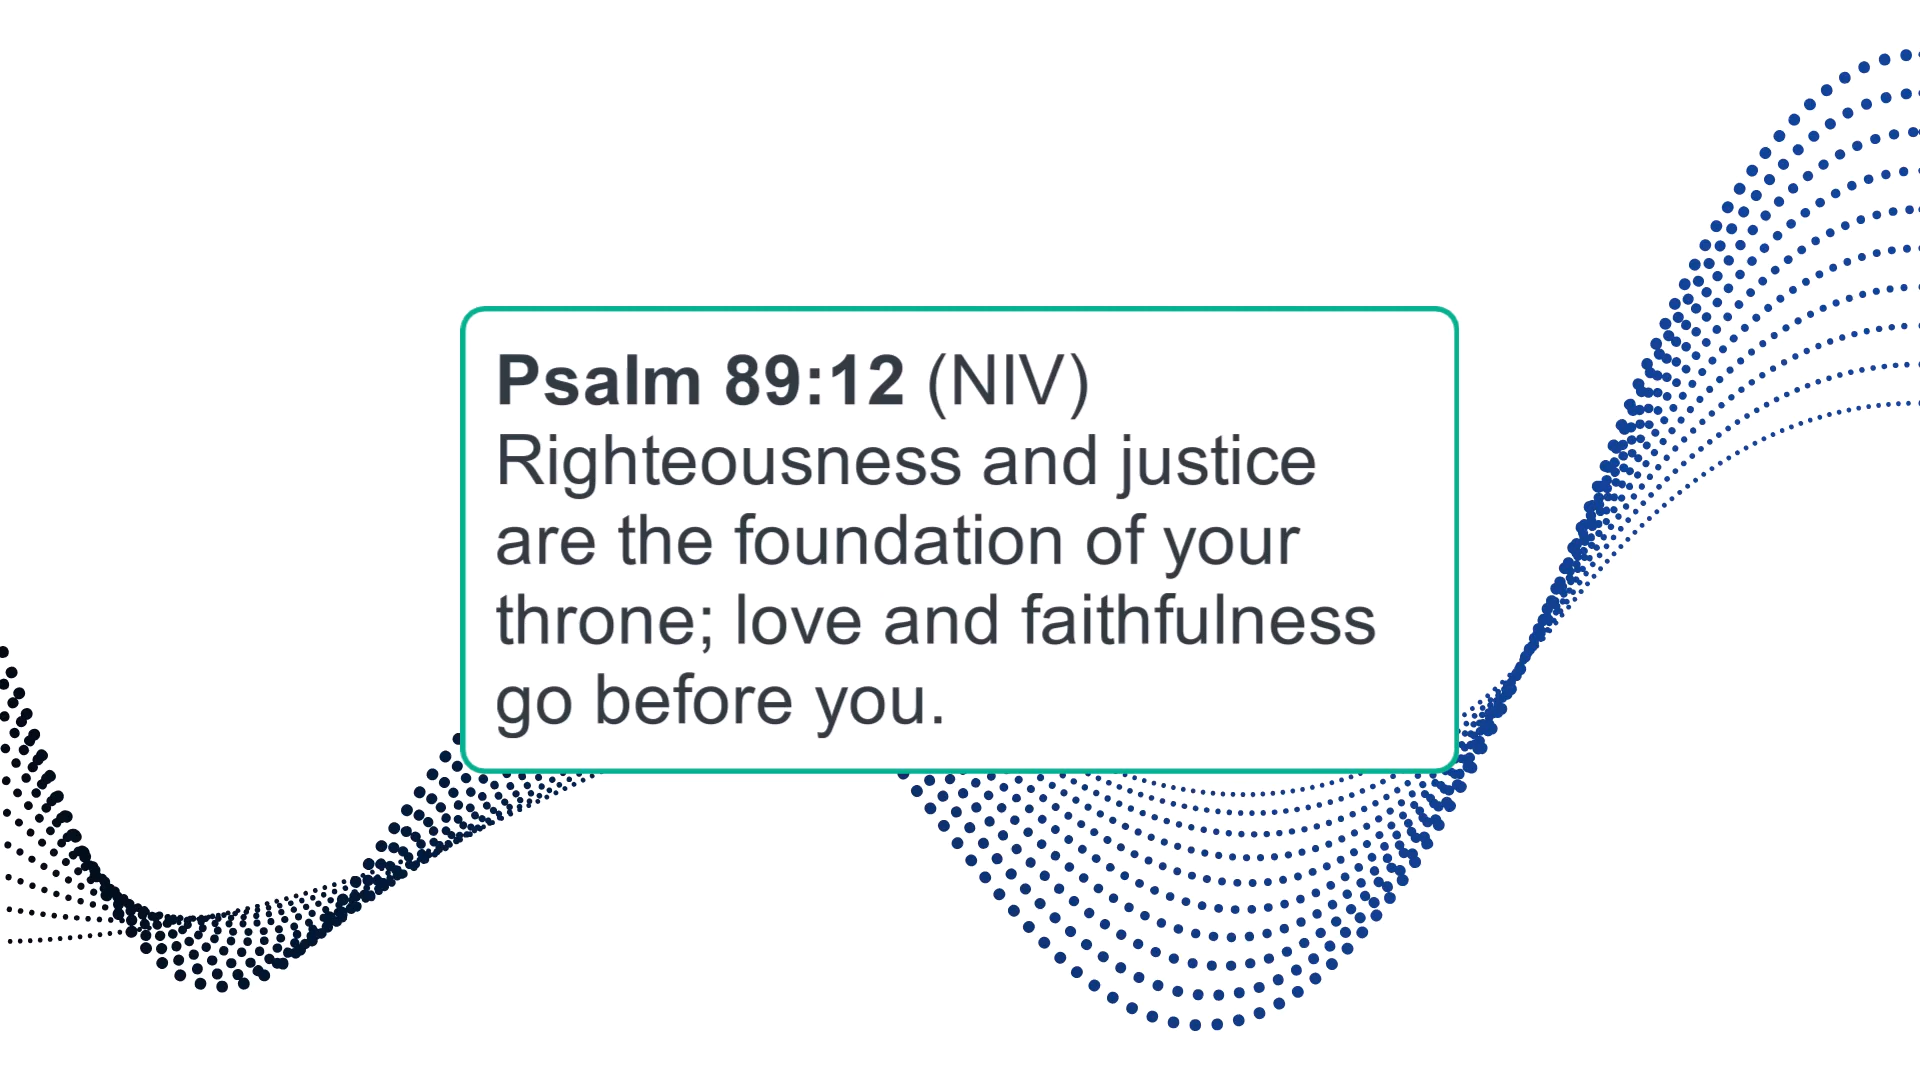 Psalm 89:12 (NIV)
Righteousness and justice
are the foundation of your
throne; love and faithfulness
go before you.